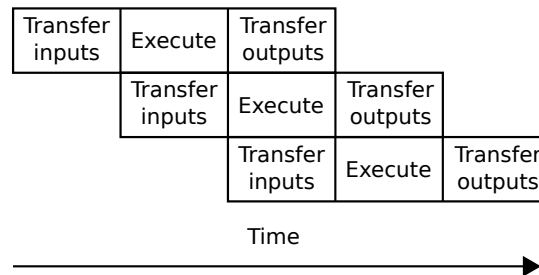 Transfer
inputs
Execute
Transfer
outputs
Transfer
inputs
Execute
Transfer
outputs
Transfer
inputs
Execute
Transfer
outputs
Time